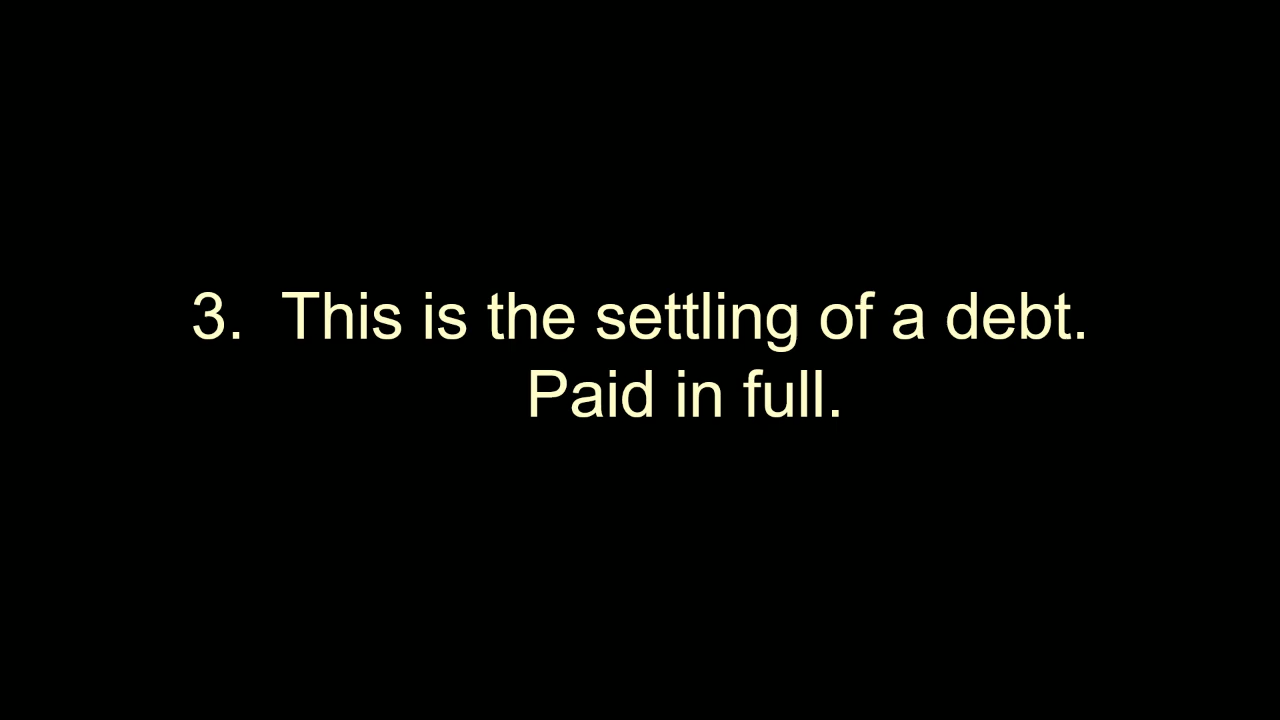 3. This is the settling of a debt.
Paid in full.